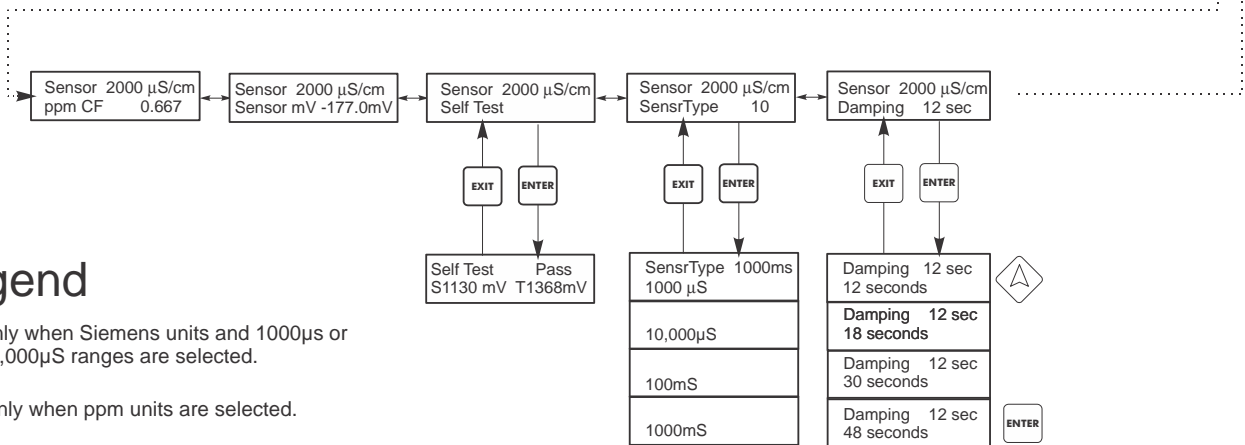 Sensor 2000 µS/cm
ppm CF 0.667
Sensor 2000 µS/cm
Sensor mV -177.0mV
Sensor 2000 µS/cm
Self Test
Sensor 2000 µS/cm
SensrType 10
Sensor 2000 µS/cm
Damping 12 sec
EXIT
ENTER
EXIT
ENTER
EXIT
ENTER
Self Test Pass
S1130 mV T1368mV
SensrType 1000ms
1000 µS
10,000µS
100mS
1000mS
Damping 12 sec
12 seconds
Damping 12 sec
18 seconds
Damping 12 sec
30 seconds
Damping 12 sec
48 seconds
ENTER
gend
nly when Siemens units and 1000µs or
,000µS ranges are selected.
nly when ppm units are selected.